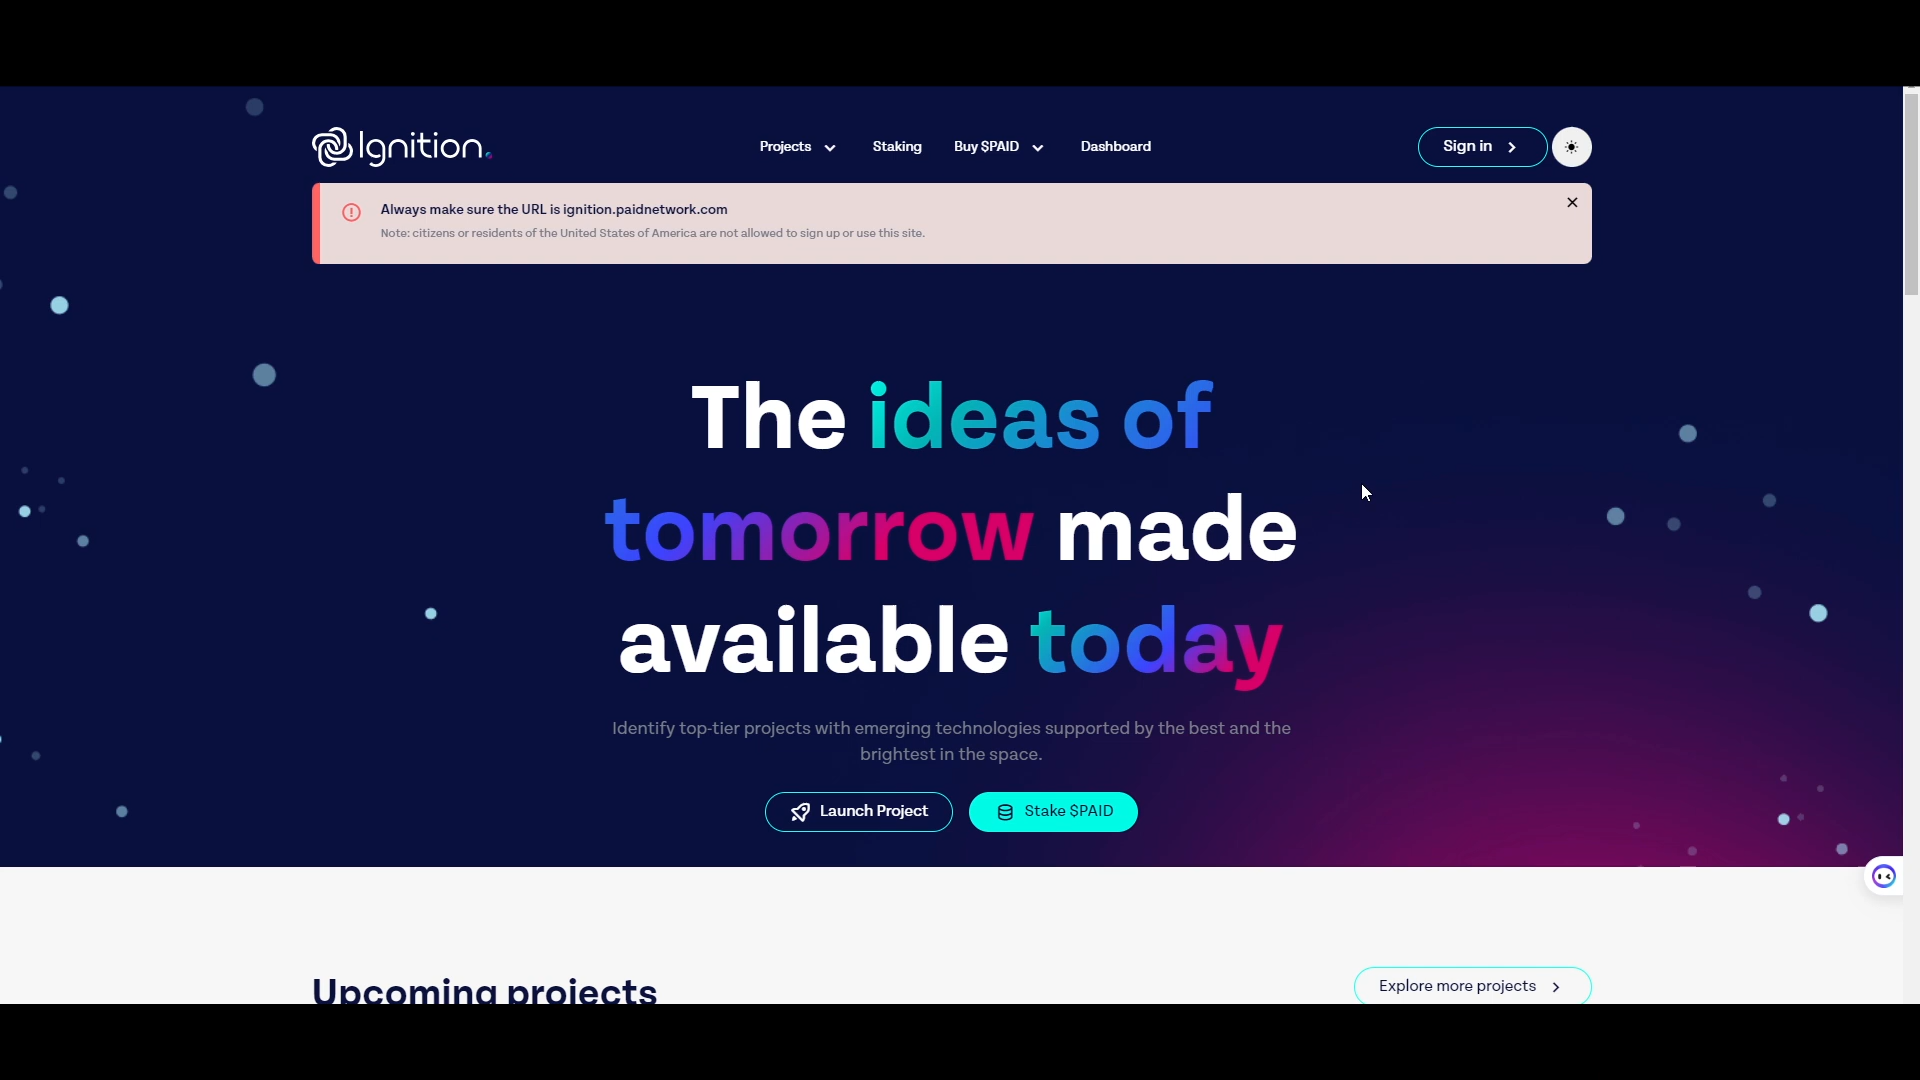 Ignition.
Projects
Staking
Buy $PAID
Dashboard
Sign in
Always make sure the URL is ignition.paidnetwork.com
Note: citizens or residents of the United States of America are not allowed to sign up or use this site.
The ideas of
tomorrow made
available today
Identify top-tier projects with emerging technologies supported by the best and the
brightest in the space.
Launch Project
Stake $PAID
Upcoming projects
Explore more projects